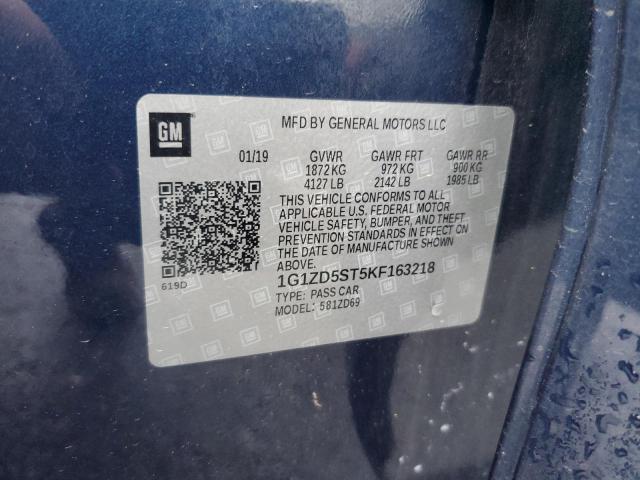 GM
MFD BY GENERAL MOTORS LLC
01/19 GVWR GAWR FRT GAWR RR
1872 KG 972 KG 900 KG
4127 LB 2142 LB 1985 LB
THIS VEHICLE CONFORMS TO ALL
APPLICABLE U.S. FEDERAL MOTOR
VEHICLE SAFETY, BUMPER, AND THEFT
PREVENTION STANDARDS IN EFFECT ON
THE DATE OF MANUFACTURE SHOWN
ABOVE.
619D
1G1ZD5ST5KF163218
TYPE: PASS CAR
MODEL: 581ZD69